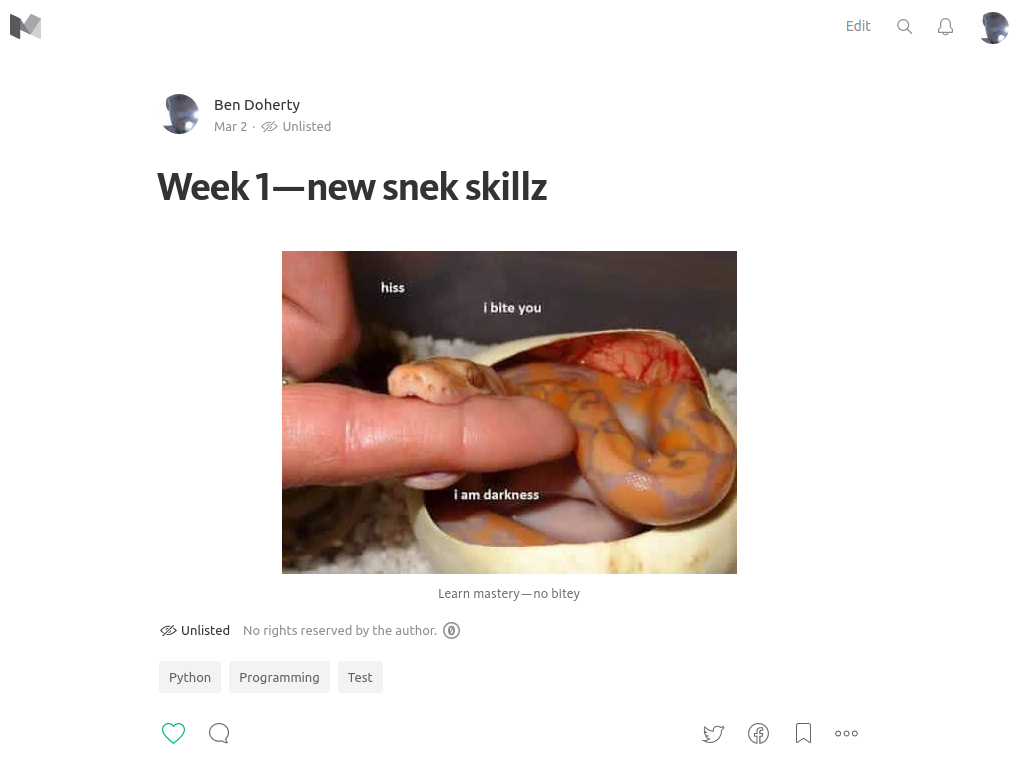 Edit
Ben Doherty
Mar 2 · Unlisted
Week 1—new snek skillz
hiss
i bite you
i am darkness
Learn mastery — no bitey
Unlisted No rights reserved by the author. 0
Python Programming Test